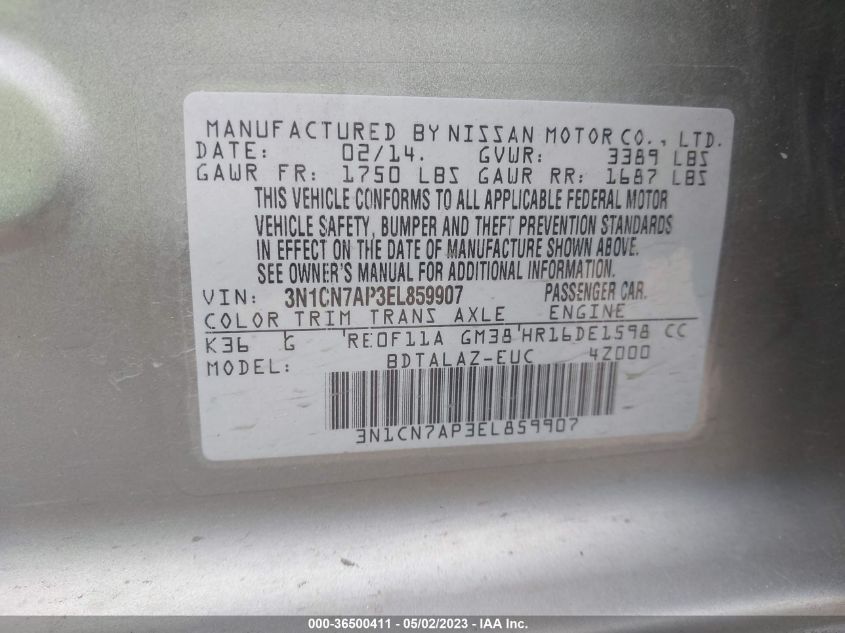 MANUFACTURED BY NISSAN MOTOR CO., LTD.
DATE: 02/14. GVWR: 3389 LBS
GAWR FR: 1750 LBS GAWR RR: 1687 LBS
THIS VEHICLE CONFORMS TO ALL APPLICABLE FEDERAL MOTOR
VEHICLE SAFETY, BUMPER AND THEFT PREVENTION STANDARDS
IN EFFECT ON THE DATE OF MANUFACTURE SHOWN ABOVE.
SEE OWNER'S MANUAL FOR ADDITIONAL INFORMATION.
VIN: 3N1CN7AP3EL859907 PASSENGER CAR.
COLOR TRIM TRANS AXLE ENGINE
K36 G RE0F11A GM38 HR16DE1598 CC
MODEL: BDTALAZ-EUC 4Z000
3N1CN7AP3EL859907
000-36500411 - 05/02/2023 - IAA Inc.